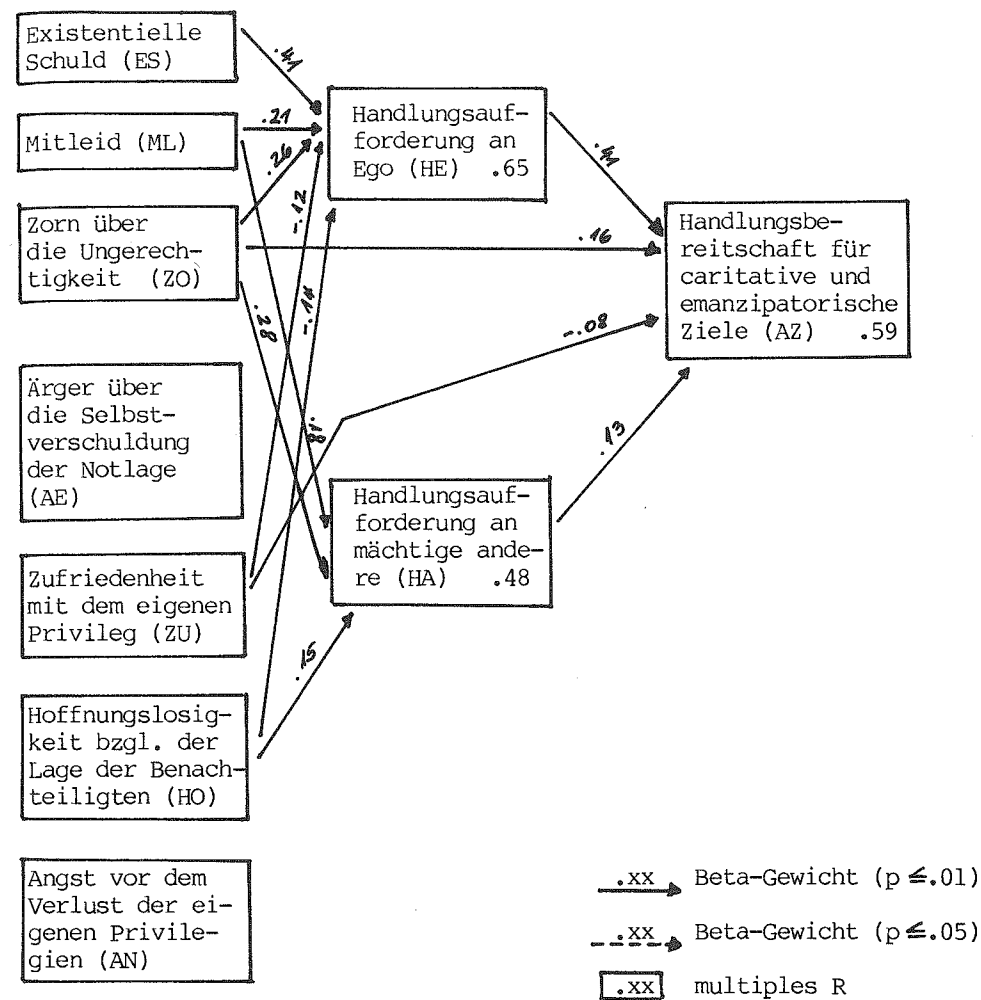 Existentielle
Schuld (ES)
Mitleid (ML)
Zorn über
die Ungerech-
tigkeit (ZO)
Ärger über
die Selbst-
verschuldung
der Notlage
(AE)
Zufriedenheit
mit dem eigenen
Privileg (ZU)
Hoffnungslosig-
keit bzgl. der
Lage der Benach-
teiligten (HO)
Angst vor dem
Verlust der ei-
genen Privile-
gien (AN)
.41
.21
.26
-.12
-.14
.28
.18
.15
Handlungsauf-
forderung an
Ego (HE) .65
Handlungsauf-
forderung an
mächtige ande-
re (HA) .48
.41
.16
-.08
.13
Handlungsbe-
reitschaft für
caritative und
emanzipatorische
Ziele (AZ) .59
.xx Beta-Gewicht (p ≤.01)
.xx Beta-Gewicht (p ≤.05)
.xx multiples R